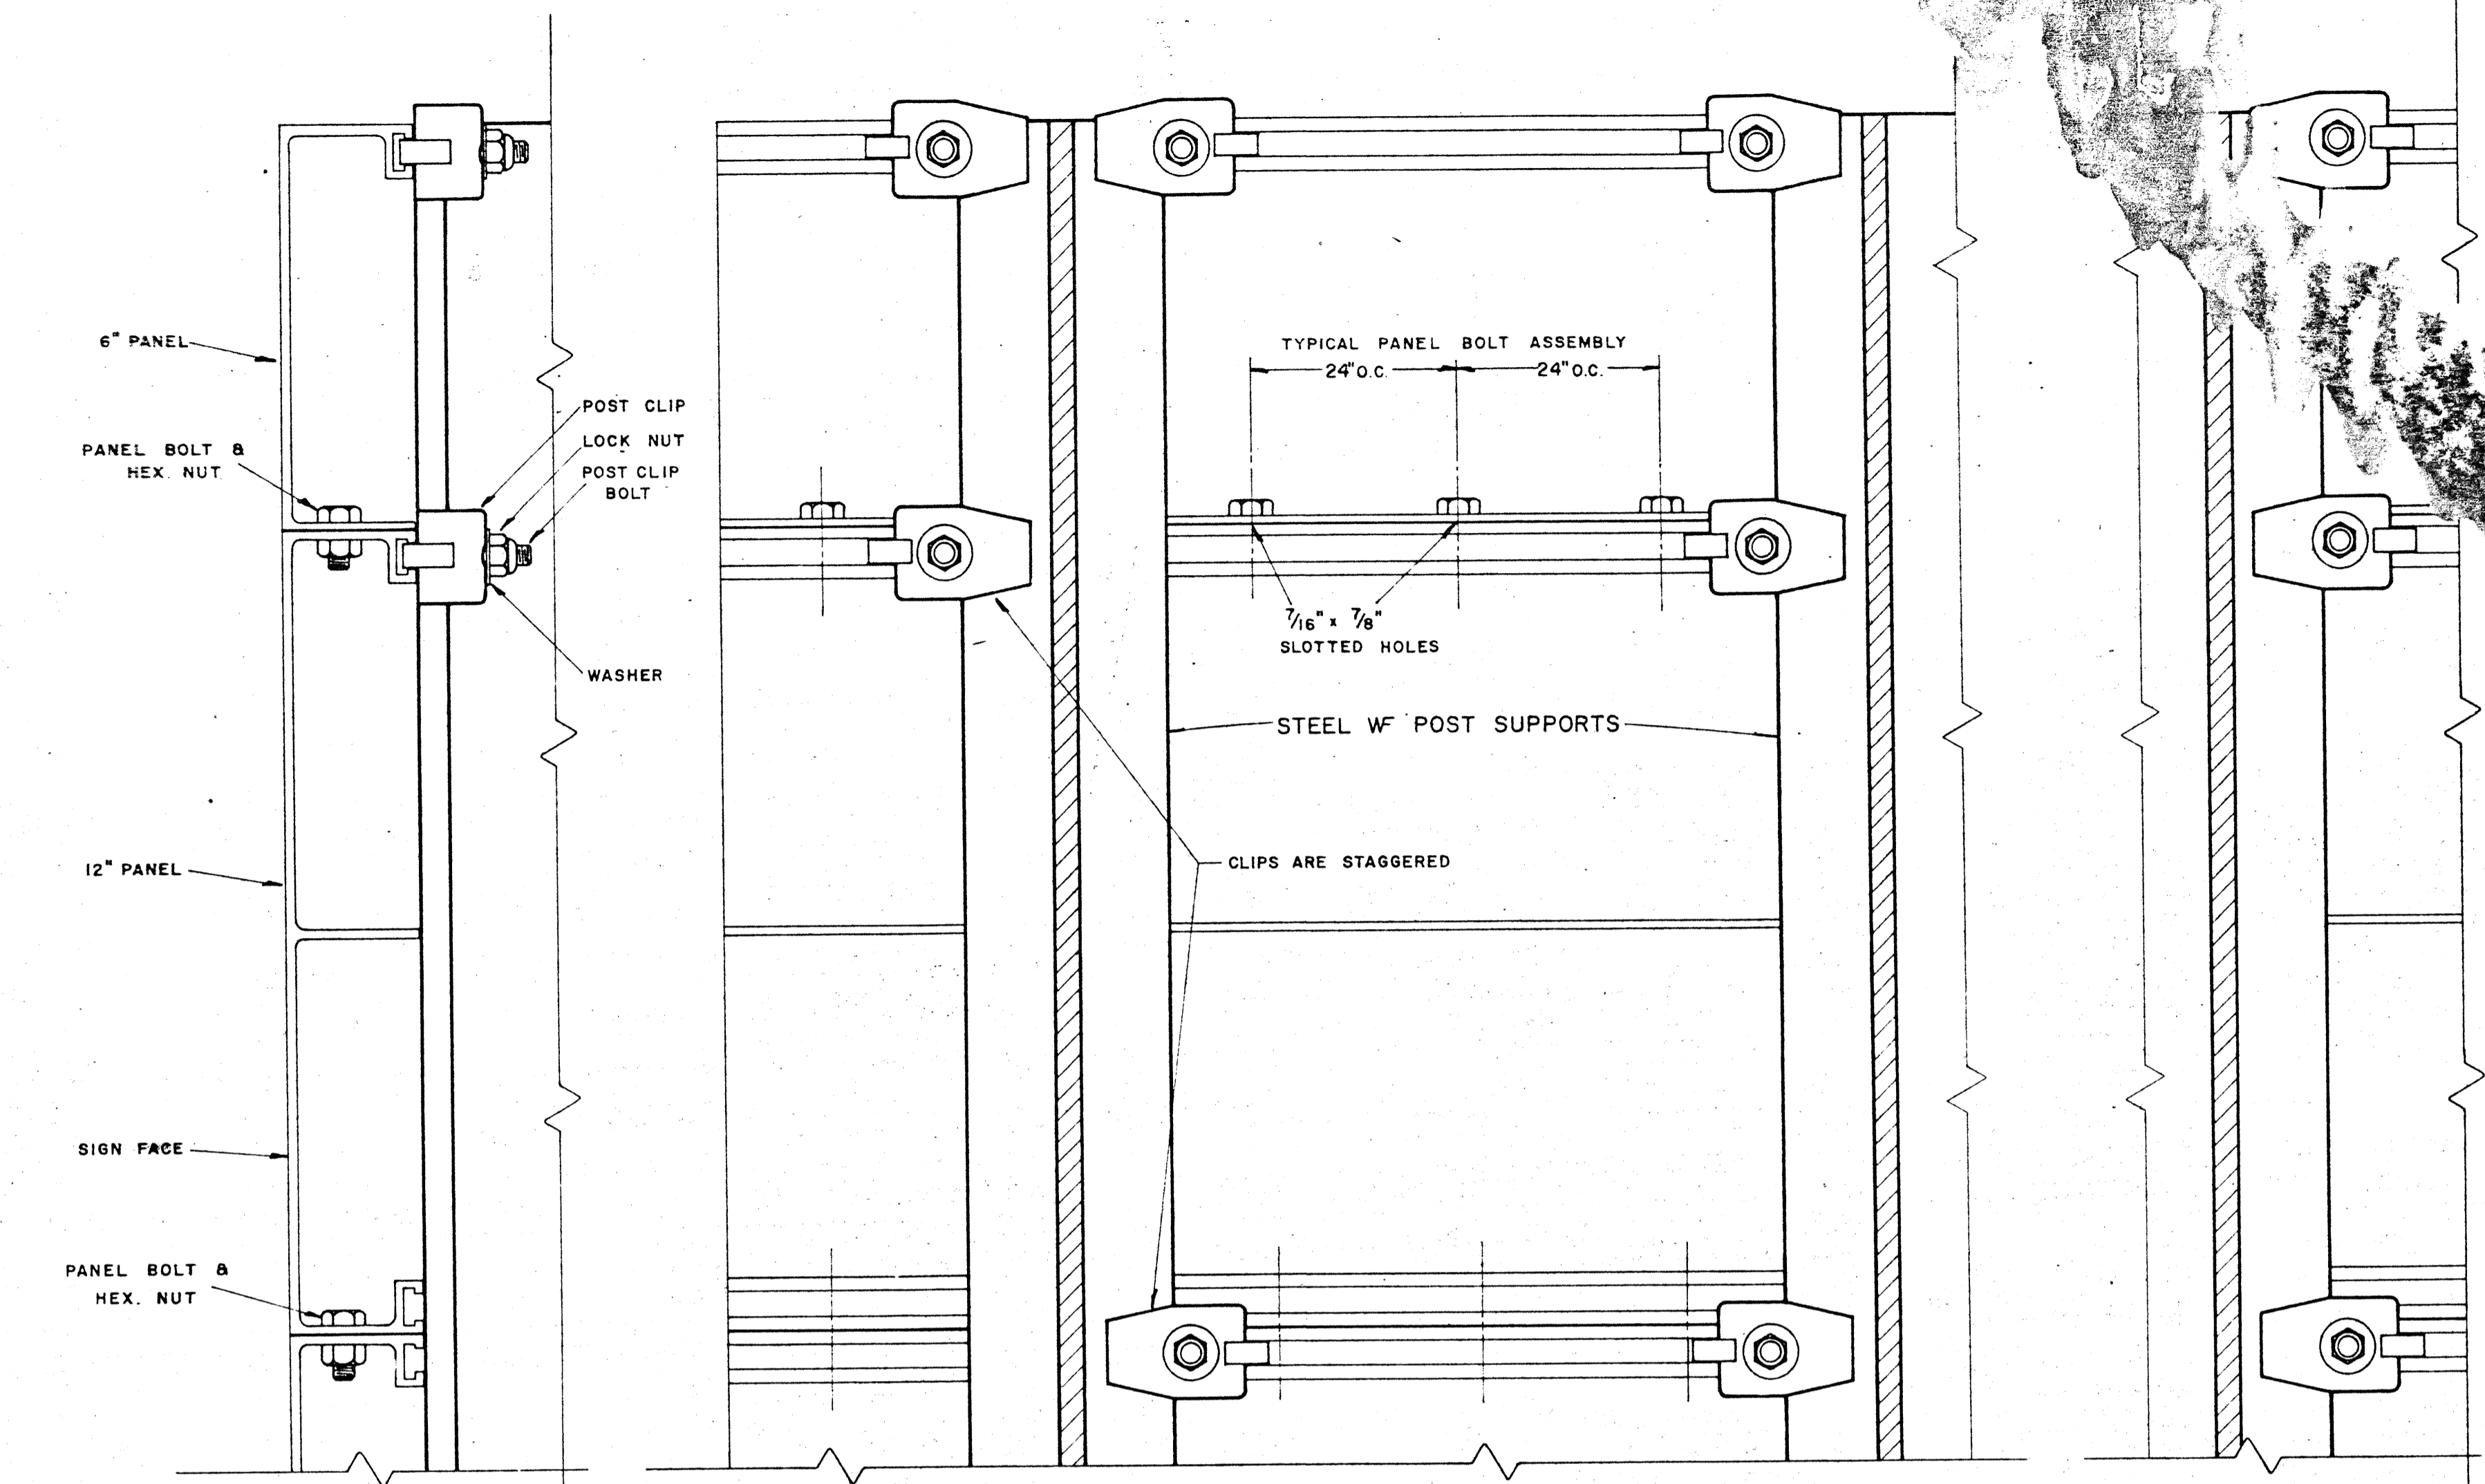 6" PANEL
PANEL BOLT &
HEX. NUT
POST CLIP
LOCK NUT
POST CLIP
BOLT
WASHER
12" PANEL
SIGN FACE
PANEL BOLT &
HEX. NUT
TYPICAL PANEL BOLT ASSEMBLY
24" O.C. 24" O.C.
7/16" x 7/8"
SLOTTED HOLES
STEEL WF POST SUPPORTS
CLIPS ARE STAGGERED